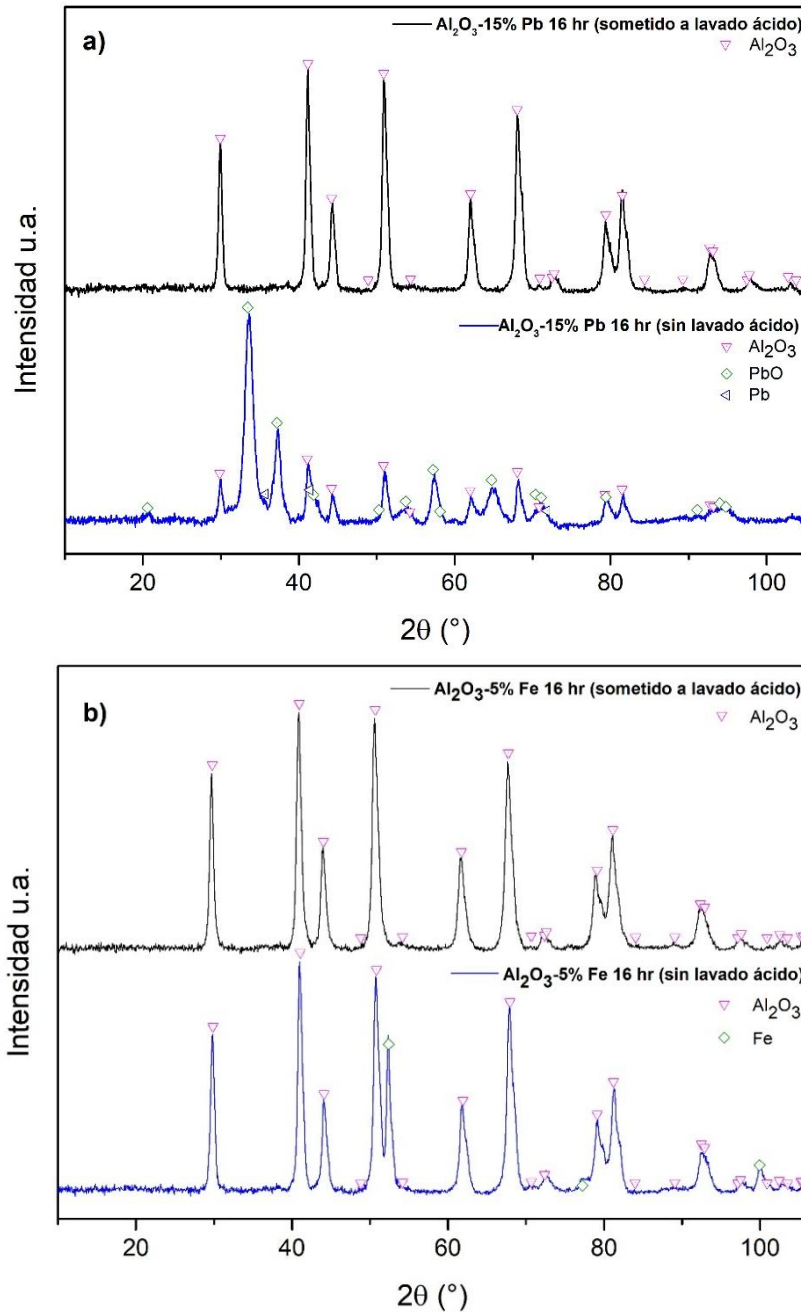 a)
Al₂O₃-15% Pb 16 hr (sometido a lavado ácido)
Al₂O₃
Al₂O₃-15% Pb 16 hr (sin lavado ácido)
Al₂O₃
PbO
Pb
Intensidad u.a.
20 40 60 80 100
2θ (°)
b)
Al₂O₃-5% Fe 16 hr (sometido a lavado ácido)
Al₂O₃
Al₂O₃-5% Fe 16 hr (sin lavado ácido)
Al₂O₃
Fe
Intensidad u.a.
20 40 60 80 100
2θ (°)